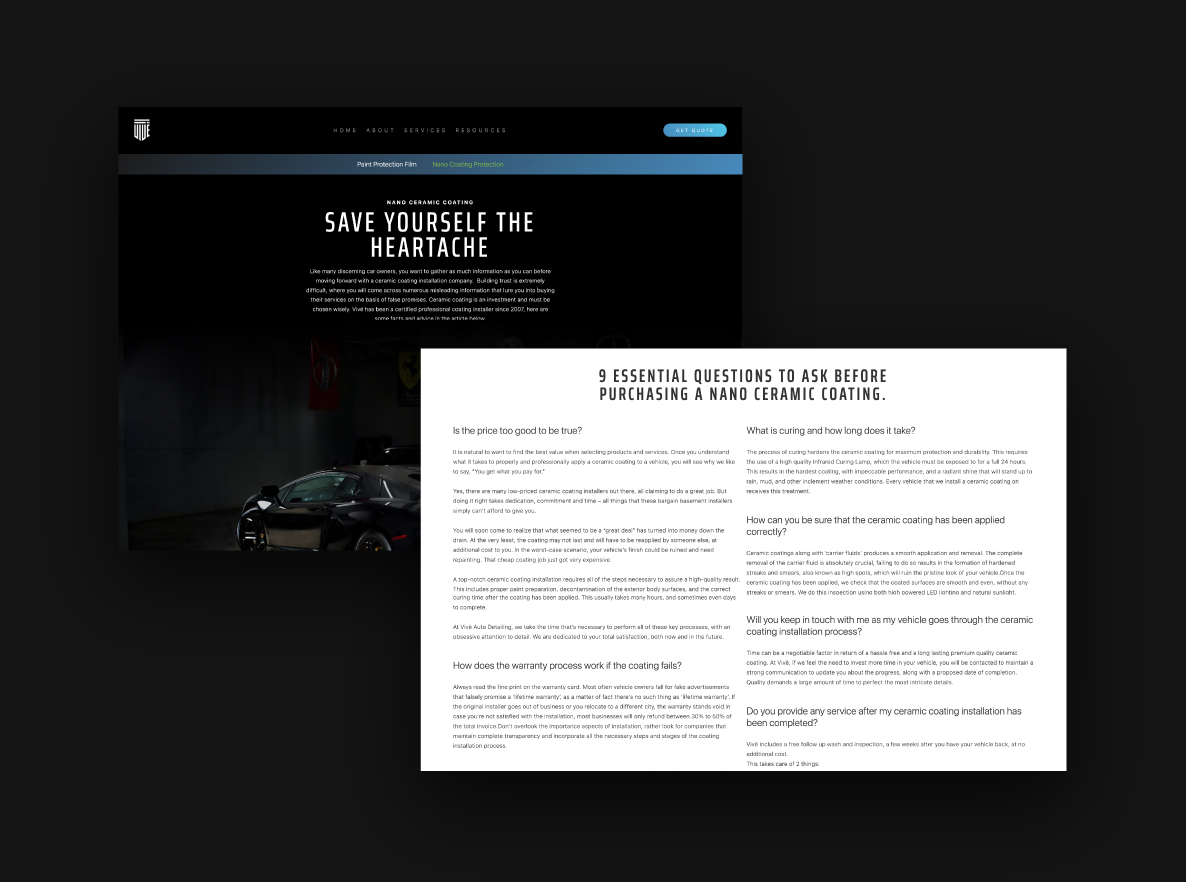 VIVE
HOME ABOUT SERVICES RESOURCES
GET QUOTE
Paint Protection Film Nano Coating Protection
NANO CERAMIC COATING
SAVE YOURSELF THE
HEARTACHE
Like many discerning car owners, you want to gather as much information as you can before
moving forward with a ceramic coating installation company. Building trust is extremely
difficult, where you will come across numerous misleading information that lure you into buying
their services on the basis of false promises. Ceramic coating is an investment and must be
chosen wisely. Vivé has been a certified professional coating installer since 2007, here are
some facts and advice in the article below.
9 ESSENTIAL QUESTIONS TO ASK BEFORE
PURCHASING A NANO CERAMIC COATING.
Is the price too good to be true?
It is natural to want to find the best value when selecting products and services. Once you understand
what it takes to properly and professionally apply a ceramic coating to a vehicle, you will see why we like
to say, "You get what you pay for."
Yes, there are many low-priced ceramic coating installers out there, all claiming to do a great job. But
doing it right takes dedication, commitment and time – all things that these bargain basement installers
simply can't afford to give you.
You will soon come to realize that what seemed to be a "great deal" has turned into money down the
drain. At the very least, the coating may not last and will have to be reapplied by someone else, at
additional cost to you. In the worst-case scenario, your vehicle's finish could be ruined and need
repainting. That cheap coating job just got very expensive.
A top-notch ceramic coating installation requires all of the steps necessary to assure a high-quality result.
This includes proper paint preparation, decontamination of the exterior body surfaces, and the correct
curing time after the coating has been applied. This usually takes many hours, and sometimes even days
to complete.
At Vivé Auto Detailing, we take the time that's necessary to perform all of these key processes, with an
obsessive attention to detail. We are dedicated to your total satisfaction, both now and in the future.
How does the warranty process work if the coating fails?
Always read the fine print on the warranty card. Most often vehicle owners fall for fake advertisements
that falsely promise a 'lifetime warranty', as a matter of fact there's no such thing as 'lifetime warranty'. If
the original installer goes out of business or you relocate to a different city, the warranty stands void.In
case you're not satisfied with the installation, most businesses will only refund between 30% to 50% of
the total invoice.Don't overlook the importance aspects of installation, rather look for companies that
maintain complete transparency and incorporate all the necessary steps and stages of the coating
installation process.
What is curing and how long does it take?
The process of curing hardens the ceramic coating for maximum protection and durability. This requires
the use of a high quality Infrared Curing Lamp, which the vehicle must be exposed to for a full 24 hours.
This results in the hardest coating, with impeccable performance, and a radiant shine that will stand up to
rain, mud, and other inclement weather conditions. Every vehicle that we install a ceramic coating on
receives this treatment.
How can you be sure that the ceramic coating has been applied
correctly?
Ceramic coatings along with 'carrier fluids' produces a smooth application and removal. The complete
removal of the carrier fluid is absolutely crucial, failing to do so results in the formation of hardened
streaks and smears, also known as high spots, which will ruin the pristine look of your vehicle.Once the
ceramic coating has been applied, we check that the coated surfaces are smooth and even, without any
streaks or smears. We do this inspection using both high powered LED lighting and natural sunlight.
Will you keep in touch with me as my vehicle goes through the ceramic
coating installation process?
Time can be a negotiable factor in return of a hassle free and a long lasting premium quality ceramic
coating. At Vivé, if we feel the need to invest more time in your vehicle, you will be contacted to maintain a
strong communication to update you about the progress, along with a proposed date of completion.
Quality demands a large amount of time to perfect the most intricate details.
Do you provide any service after my ceramic coating installation has
been completed?
Vivé includes a free follow up wash and inspection, a few weeks after you have your vehicle back, at no
additional cost.
This takes care of 2 things: